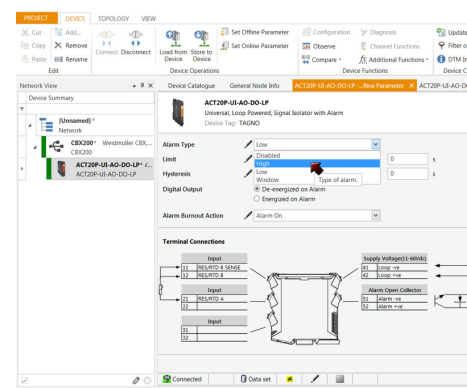 PROJECT DEVICE TOPOLOGY VIEW
Cut Add... Set Offline Parameter Configuration Diagnosis Update
Copy Remove Connect Disconnect Load from Device Store to Device Set Online Parameter Observe Channel Functions Filter o
Paste Rename Compare Additional Functions DTM In
Edit Device Operations Device Functions Device C
Network View Device Catalogue General Node Info ACT20P-UI-AO-DO-LP -...ffline Parameter ACT20P-UI-AO-DO
Device Summary
ACT20P-UI-AO-DO-LP
Universal, Loop Powered, Signal Isolator with Alarm
Device Tag: TAGNO
[Unnamed]*
Network
CBX200* Weidmüller CBX...
CBX200
ACT20P-UI-AO-DO-LP* /...
ACT20P-UI-AO-DO-LP
Alarm Type Low
Disabled
High
Low
Window
Type of alarm.
Limit 0 s
Hysteresis 0 s
Digital Output De-energized on Alarm
Energized on Alarm
Alarm Burnout Action Alarm On
Terminal Connections
Input
11 RES/RTD B SENSE
12 RES/RTD B
Input
21 RES/RTD A
22
Input
31
32
Supply Voltage(11-60Vdc)
41 Loop -ve
42 Loop +ve
Alarm Open Collector
51 Alarm -ve
52 Alarm +ve
Connected Data set